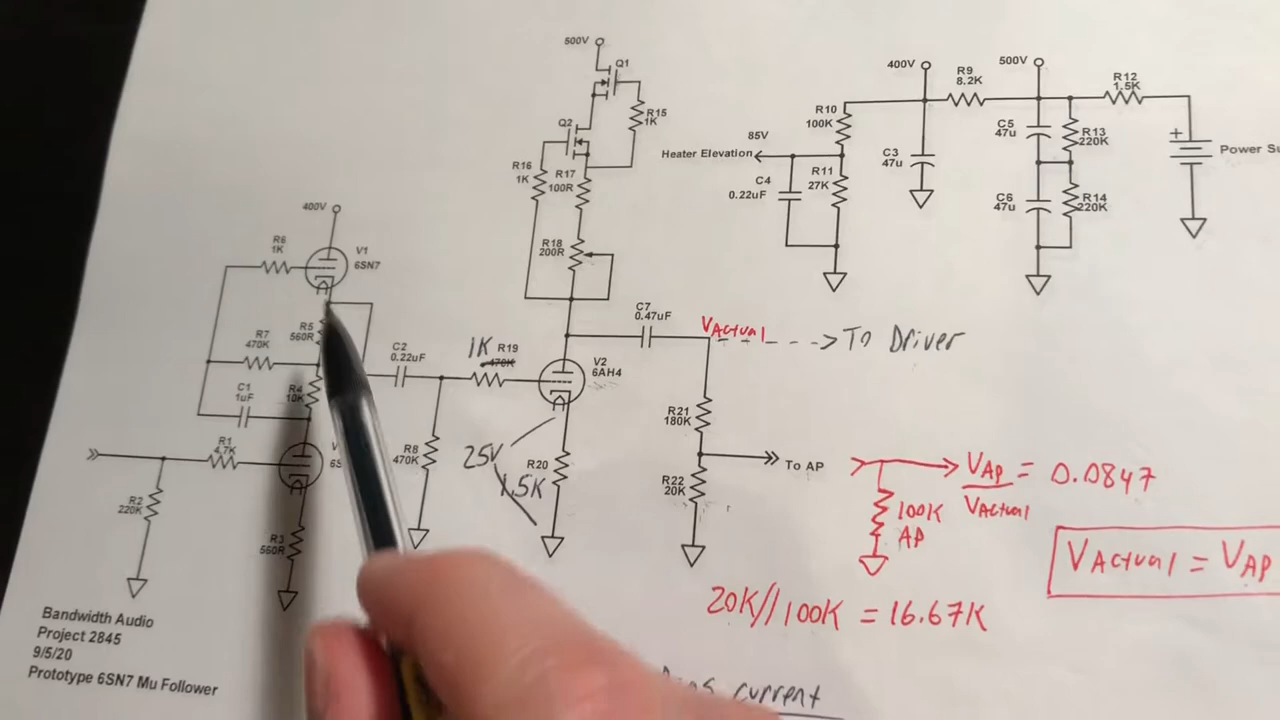 500V
Q1
R15
1K
Q2
R16
1K
R17
100R
R18
200R
400V
R6
1K
V1
6SN7
R5
560R
R7
470K
C1
1uF
R4
10K
C2
0.22uF
1K R19
470K
V2
6AH4
C7
0.47uF
VActual
To Driver
R1
4.7K
R2
220K
R3
560R
R8
470K
25V
1.5K
R20
R21
180K
R22
20K
To AP
400V
R9
8.2K
500V
R12
1.5K
R10
100K
85V
Heater Elevation
C4
0.22uF
R11
27K
C3
47u
C5
47u
R13
220K
C6
47u
R14
220K
+
Power Su
VAP = 0.0847
VActual
100K
AP
VActual = VAP
20K//100K = 16.67K
Bandwidth Audio
Project 2845
9/5/20
Prototype 6SN7 Mu Follower
current